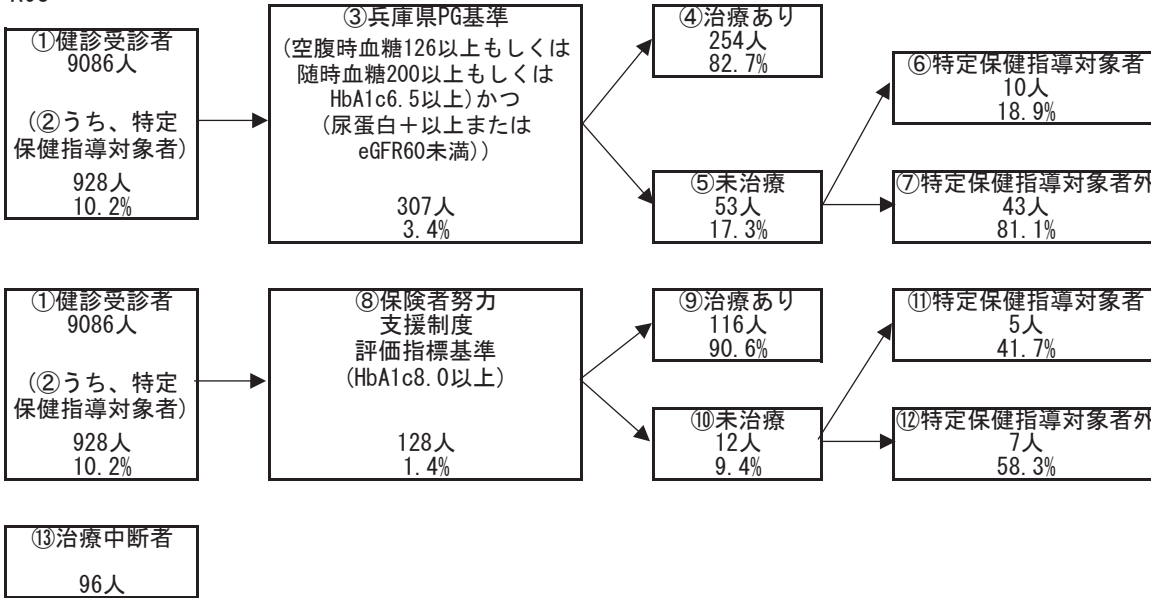 ①健診受診者
9086人
(②うち、特定
保健指導対象者)
928人
10.2%
③兵庫県PG基準
(空腹時血糖126以上もしくは
随時血糖200以上もしくは
HbA1c6.5以上)かつ
(尿蛋白＋以上または
eGFR60未満))
307人
3.4%
④治療あり
254人
82.7%
⑤未治療
53人
17.3%
⑥特定保健指導対象者
10人
18.9%
⑦特定保健指導対象者外
43人
81.1%
①健診受診者
9086人
(②うち、特定
保健指導対象者)
928人
10.2%
⑧保険者努力
支援制度
評価指標基準
(HbA1c8.0以上)
128人
1.4%
⑨治療あり
116人
90.6%
⑩未治療
12人
9.4%
⑪特定保健指導対象者
5人
41.7%
⑫特定保健指導対象者外
7人
58.3%
⑬治療中断者
96人